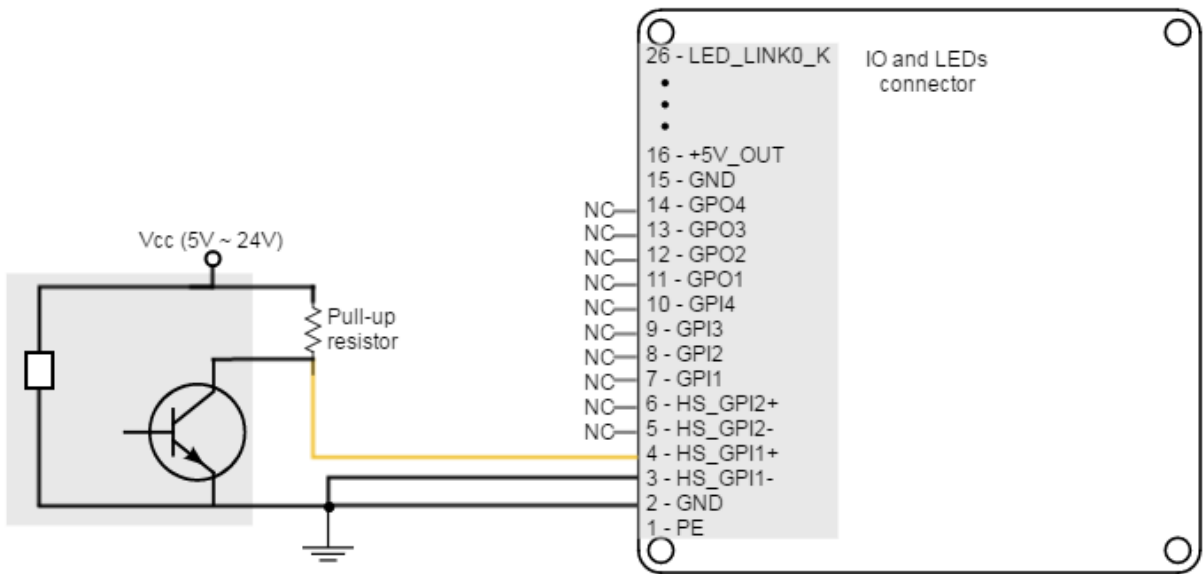 26 - LED_LINK0_K
IO and LEDs
connector
16 - +5V_OUT
15 - GND
NC 14 - GPO4
NC 13 - GPO3
NC 12 - GPO2
NC 11 - GPO1
NC 10 - GPI4
NC 9 - GPI3
NC 8 - GPI2
NC 7 - GPI1
NC 6 - HS_GPI2+
NC 5 - HS_GPI2-
4 - HS_GPI1+
3 - HS_GPI1-
2 - GND
1 - PE
Vcc (5V ~ 24V)
Pull-up
resistor